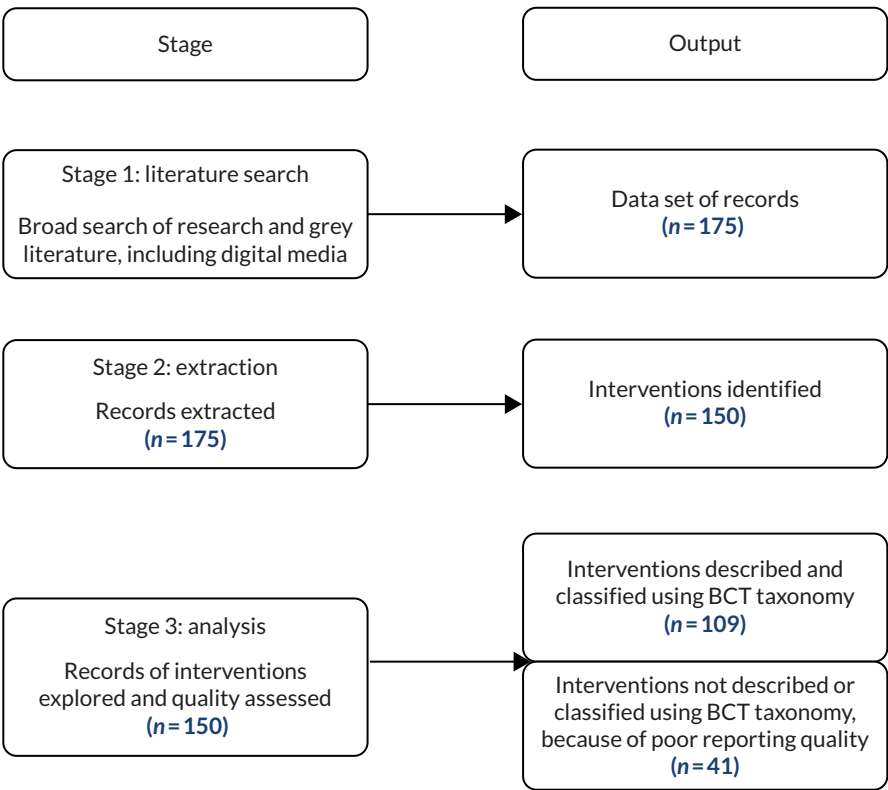 Stage
Output
Stage 1: literature search
Broad search of research and grey
literature, including digital media
Data set of records
(n=175)
Stage 2: extraction
Records extracted
(n=175)
Interventions identified
(n=150)
Stage 3: analysis
Records of interventions
explored and quality assessed
(n=150)
Interventions described and
classified using BCT taxonomy
(n=109)
Interventions not described or
classified using BCT taxonomy,
because of poor reporting quality
(n=41)